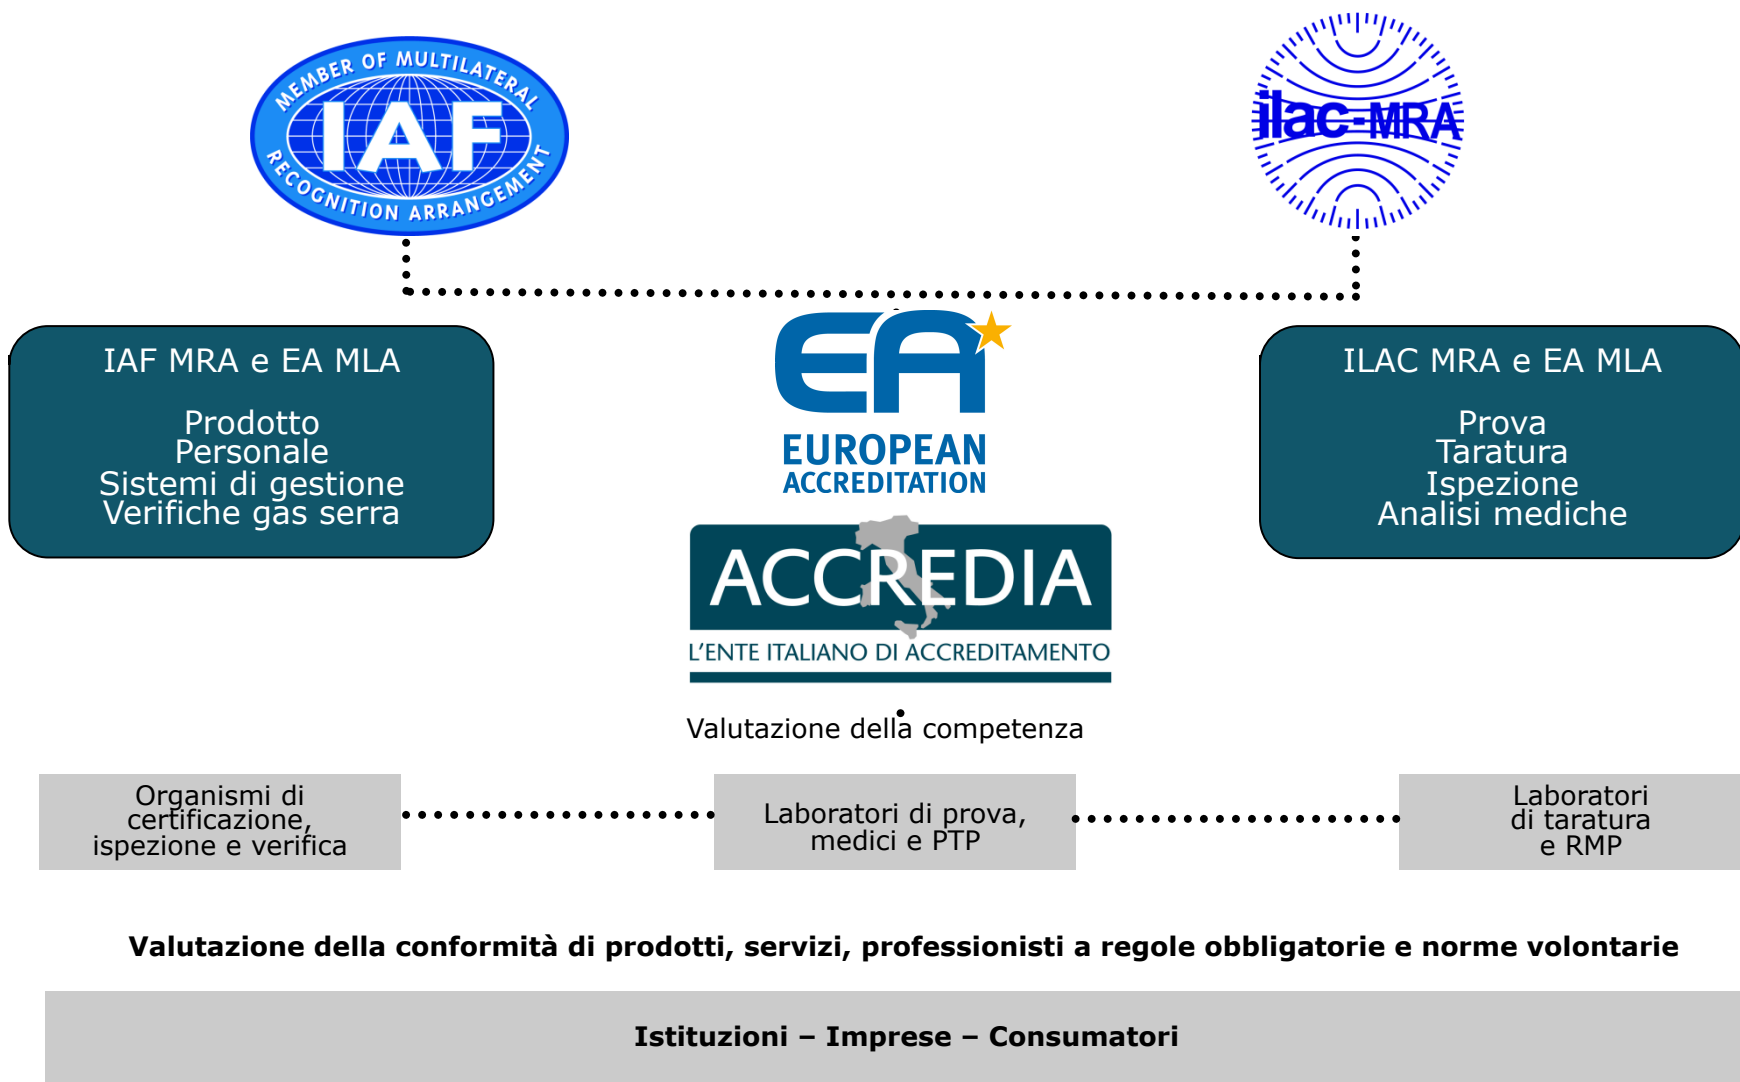 MEMBER OF MULTILATERAL
IAF
RECOGNITION ARRANGEMENT
ilac-MRA
IAF MRA e EA MLA
Prodotto
Personale
Sistemi di gestione
Verifiche gas serra
EA
EUROPEAN
ACCREDITATION
ILAC MRA e EA MLA
Prova
Taratura
Ispezione
Analisi mediche
ACCREDIA
L'ENTE ITALIANO DI ACCREDITAMENTO
Valutazione della competenza
Organismi di
certificazione,
ispezione e verifica
Laboratori di prova,
medici e PTP
Laboratori
di taratura
e RMP
Valutazione della conformità di prodotti, servizi, professionisti a regole obbligatorie e norme volontarie
Istituzioni – Imprese – Consumatori